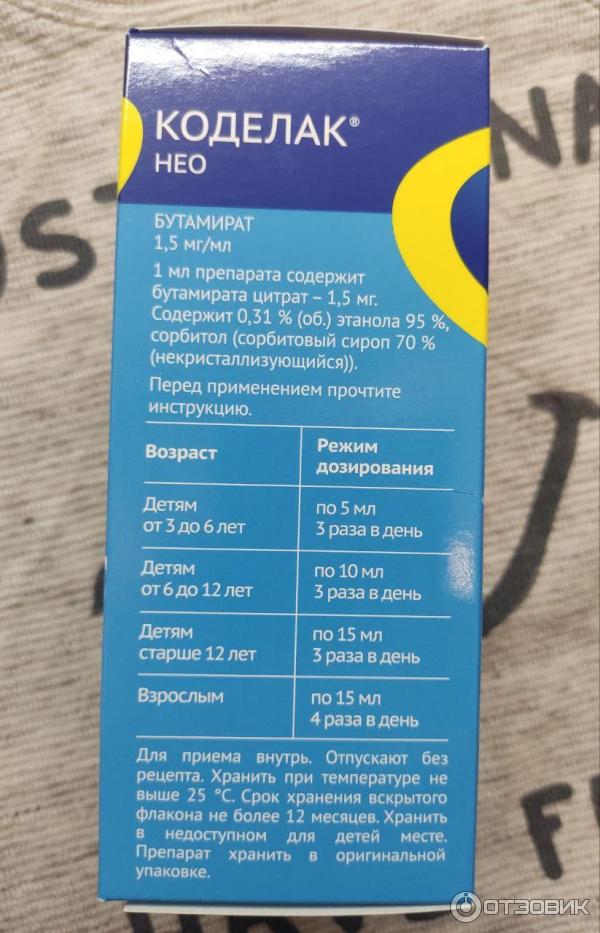 КОДЕЛАК®
НЕО
БУТАМИРАТ
1,5 мг/мл
1 мл препарата содержит
бутамирата цитрат – 1,5 мг.
Содержит 0,31 % (об.) этанола 95 %,
сорбитол (сорбитовый сироп 70 %
(некристаллизующийся)).
Перед применением прочтите
инструкцию.
Возраст
Режим
дозирования
Детям
от 3 до 6 лет
по 5 мл
3 раза в день
Детям
от 6 до 12 лет
по 10 мл
3 раза в день
Детям
старше 12 лет
по 15 мл
3 раза в день
Взрослым
по 15 мл
4 раза в день
Для приема внутрь. Отпускают без
рецепта. Хранить при температуре не
выше 25 °С. Срок хранения вскрытого
флакона не более 12 месяцев. Хранить
в недоступном для детей месте.
Препарат хранить в оригинальной
упаковке.
ОТЗОВИК